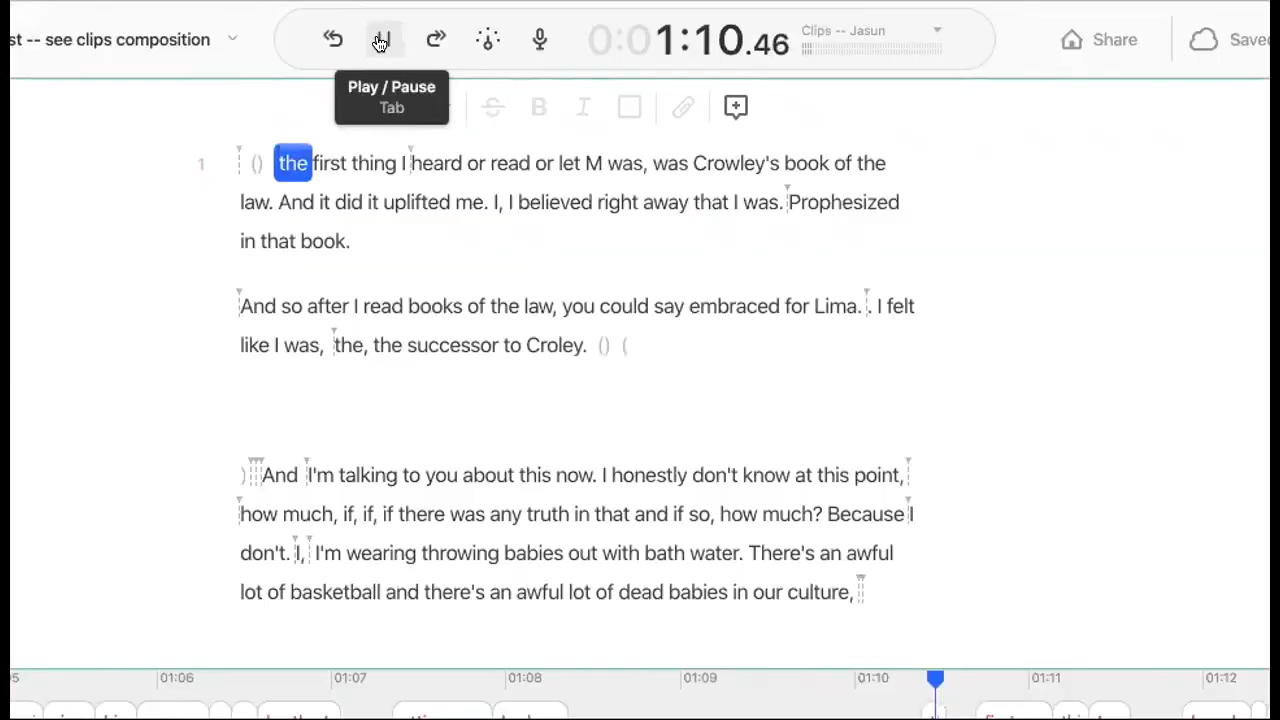 st -- see clips composition
0:01:10.46
Clips -- Jasun
Share
Saved
Play / Pause
Tab
B I
1
() the first thing I heard or read or let M was, was Crowley's book of the
law. And it did it uplifted me. I, I believed right away that I was. Prophesized
in that book.
And so after I read books of the law, you could say embraced for Lima. . I felt
like I was, the, the successor to Croley. () (
) And I'm talking to you about this now. I honestly don't know at this point,
how much, if, if, if there was any truth in that and if so, how much? Because I
don't. I, I'm wearing throwing babies out with bath water. There's an awful
lot of basketball and there's an awful lot of dead babies in our culture,
5 01:06 01:07 01:08 01:09 01:10 01:11 01:12